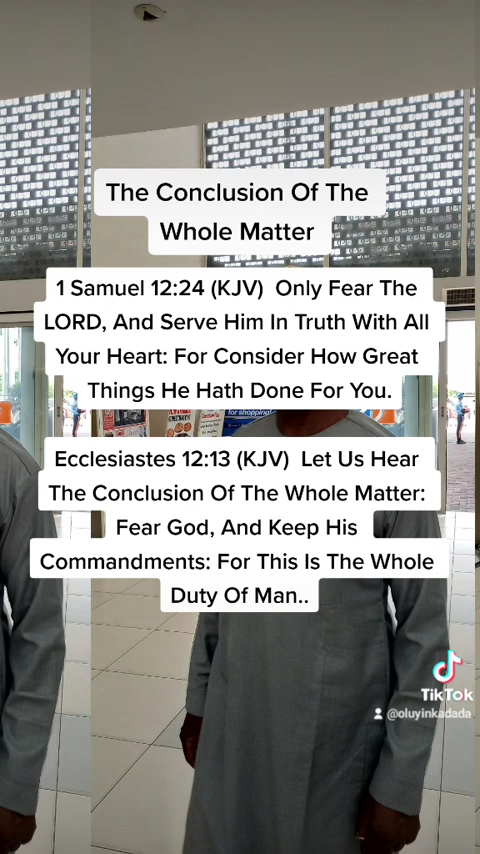 The Conclusion Of The
Whole Matter
1 Samuel 12:24 (KJV)  Only Fear The
LORD, And Serve Him In Truth With All
Your Heart: For Consider How Great
Things He Hath Done For You.
for shopping!
Ecclesiastes 12:13 (KJV)  Let Us Hear
The Conclusion Of The Whole Matter:
Fear God, And Keep His
Commandments: For This Is The Whole
Duty Of Man..
TikTok
@oluyinkadada